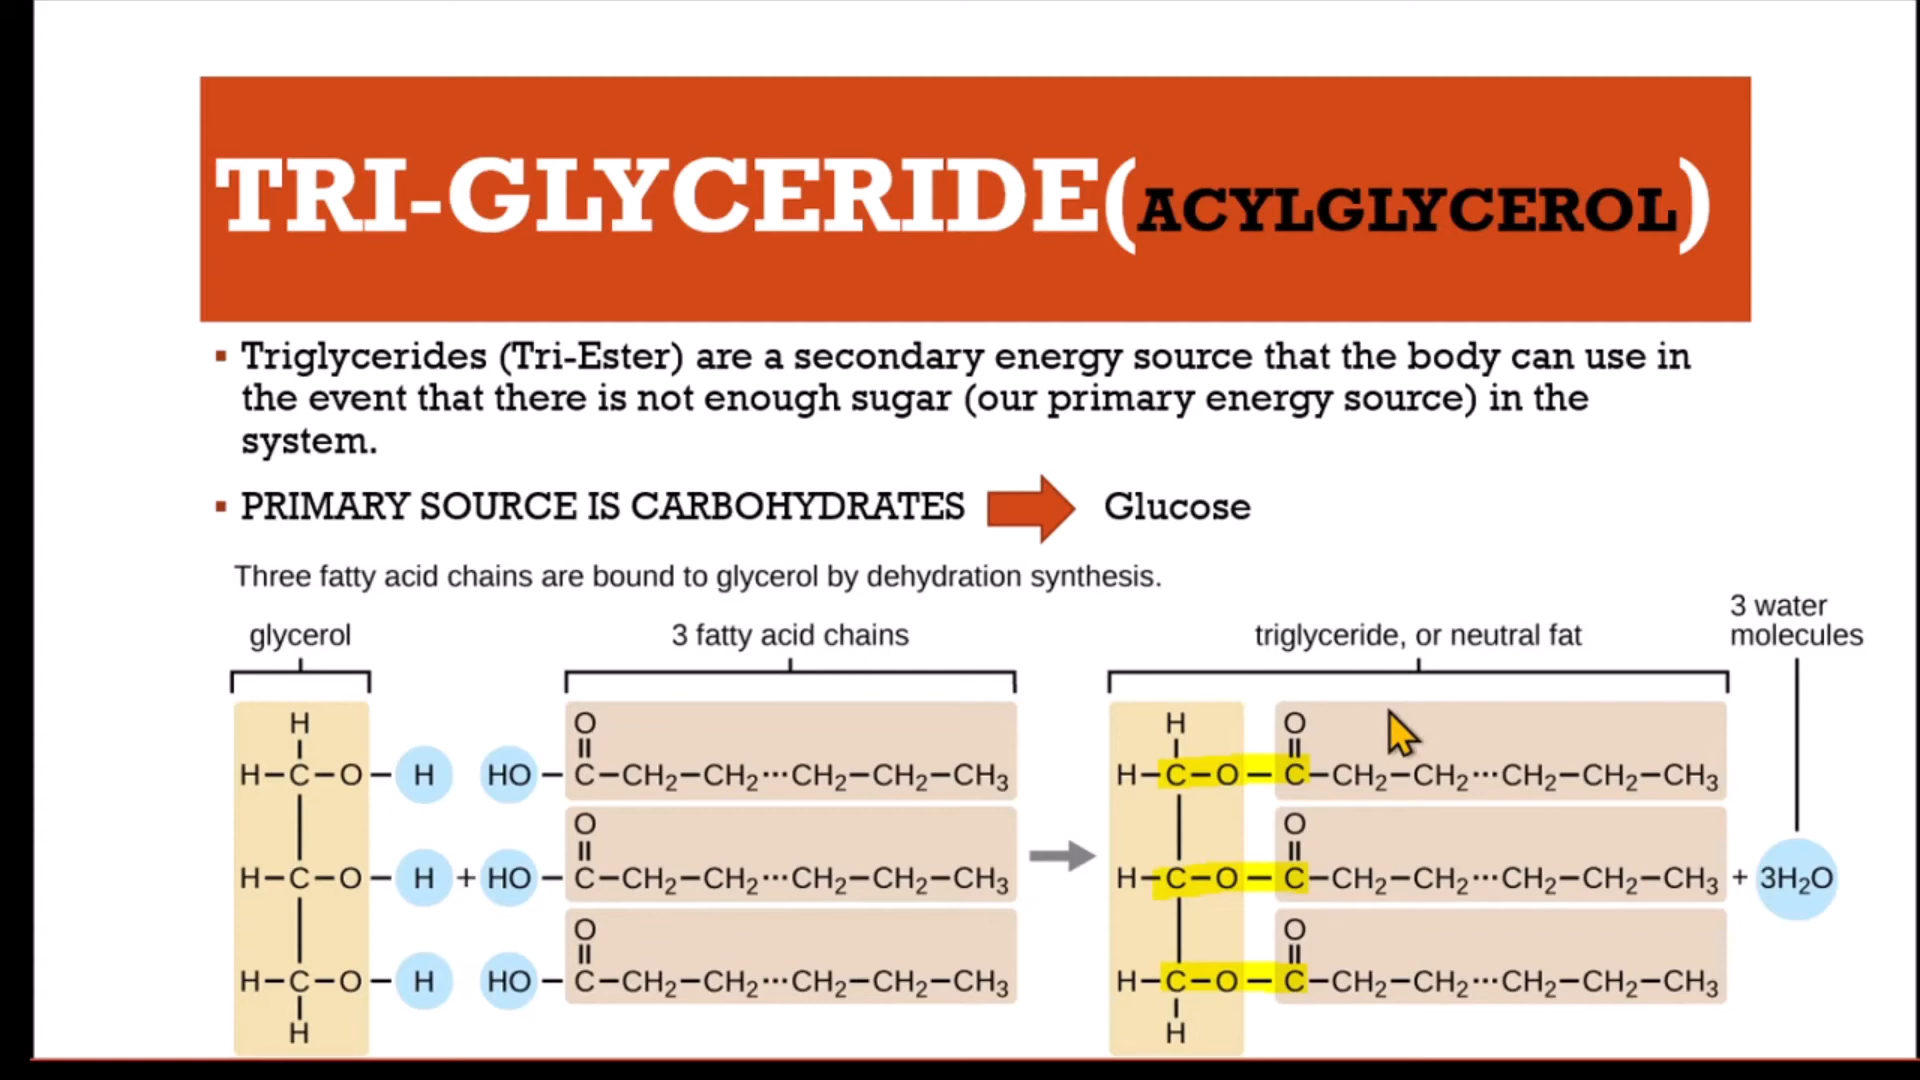 TRI-GLYCERIDE(ACYLGLYCEROL)
▪ Triglycerides (Tri-Ester) are a secondary energy source that the body can use in
the event that there is not enough sugar (our primary energy source) in the
system.
▪ PRIMARY SOURCE IS CARBOHYDRATES Glucose
Three fatty acid chains are bound to glycerol by dehydration synthesis.
glycerol 3 fatty acid chains triglyceride, or neutral fat 3 water
molecules
H O H O
H–C–O–H HO–C–CH₂–CH₂···CH₂–CH₂–CH₃ H–C–O–C–CH₂–CH₂···CH₂–CH₂–CH₃
O O
H–C–O–H + HO–C–CH₂–CH₂···CH₂–CH₂–CH₃ H–C–O–C–CH₂–CH₂···CH₂–CH₂–CH₃ + 3H₂O
O O
H–C–O–H HO–C–CH₂–CH₂···CH₂–CH₂–CH₃ H–C–O–C–CH₂–CH₂···CH₂–CH₂–CH₃
H H